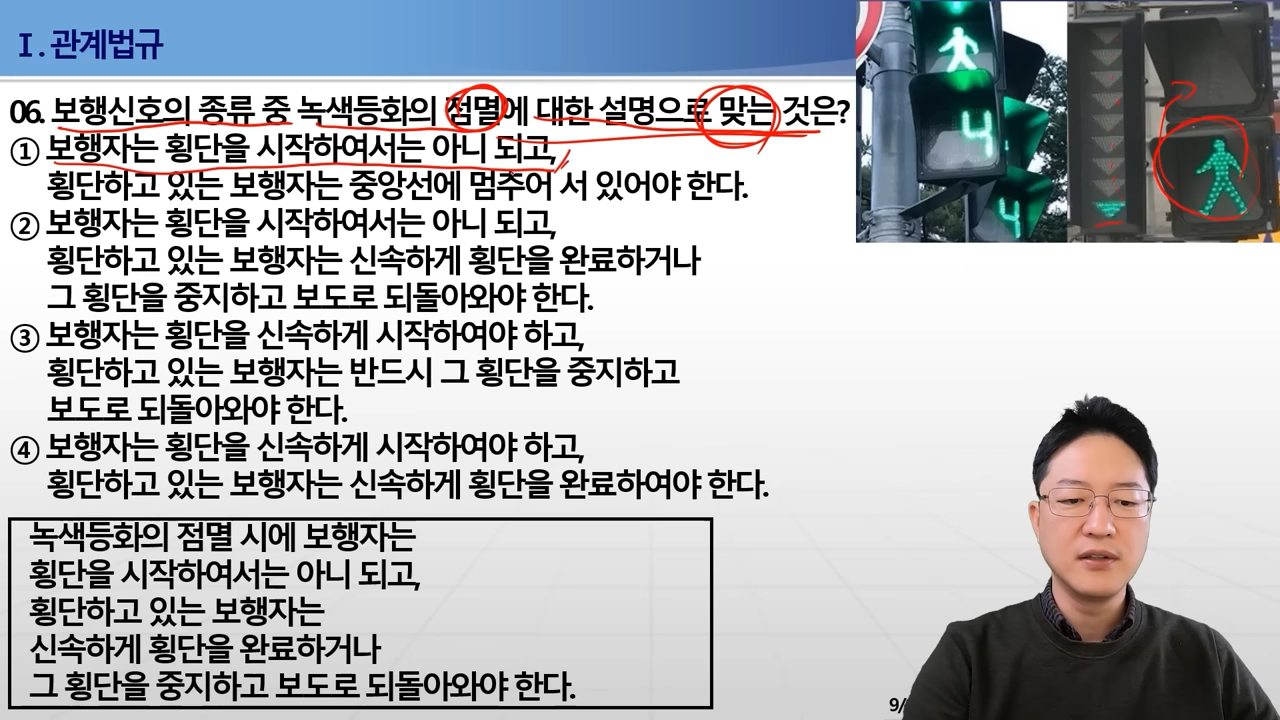 Ⅰ. 관계법규
06. 보행신호의 종류 중 녹색등화의 점멸에 대한 설명으로 맞는 것은?
① 보행자는 횡단을 시작하여서는 아니 되고,
횡단하고 있는 보행자는 중앙선에 멈추어 서 있어야 한다.
② 보행자는 횡단을 시작하여서는 아니 되고,
횡단하고 있는 보행자는 신속하게 횡단을 완료하거나
그 횡단을 중지하고 보도로 되돌아와야 한다.
③ 보행자는 횡단을 신속하게 시작하여야 하고,
횡단하고 있는 보행자는 반드시 그 횡단을 중지하고
보도로 되돌아와야 한다.
④ 보행자는 횡단을 신속하게 시작하여야 하고,
횡단하고 있는 보행자는 신속하게 횡단을 완료하여야 한다.
녹색등화의 점멸 시에 보행자는
횡단을 시작하여서는 아니 되고,
횡단하고 있는 보행자는
신속하게 횡단을 완료하거나
그 횡단을 중지하고 보도로 되돌아와야 한다.
4
4
9/